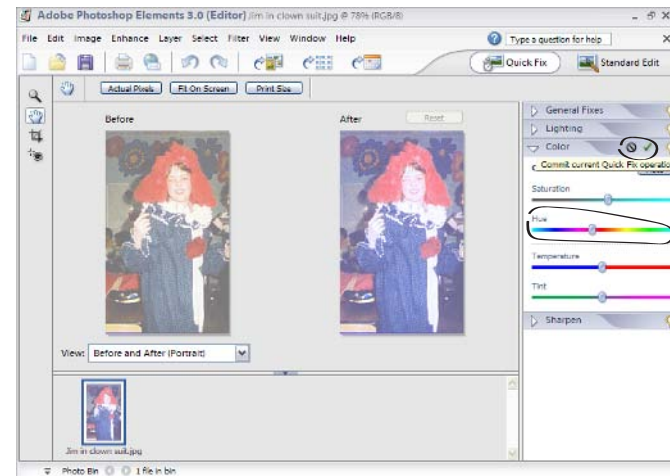 Adobe Photoshop Elements 3.0 (Editor) Jim in clown suit.jpg @ 78% (RGB/8)
File Edit Image Enhance Layer Select Filter View Window Help
Type a question for help
Quick Fix Standard Edit
Actual Pixels Fit On Screen Print Size
Before
After
Reset
General Fixes
Lighting
Color
Commit current Quick Fix operatio
Saturation
Hue
Temperature
Tint
Sharpen
View: Before and After (Portrait)
Jim in clown suit.jpg
Photo Bin 1 file in bin